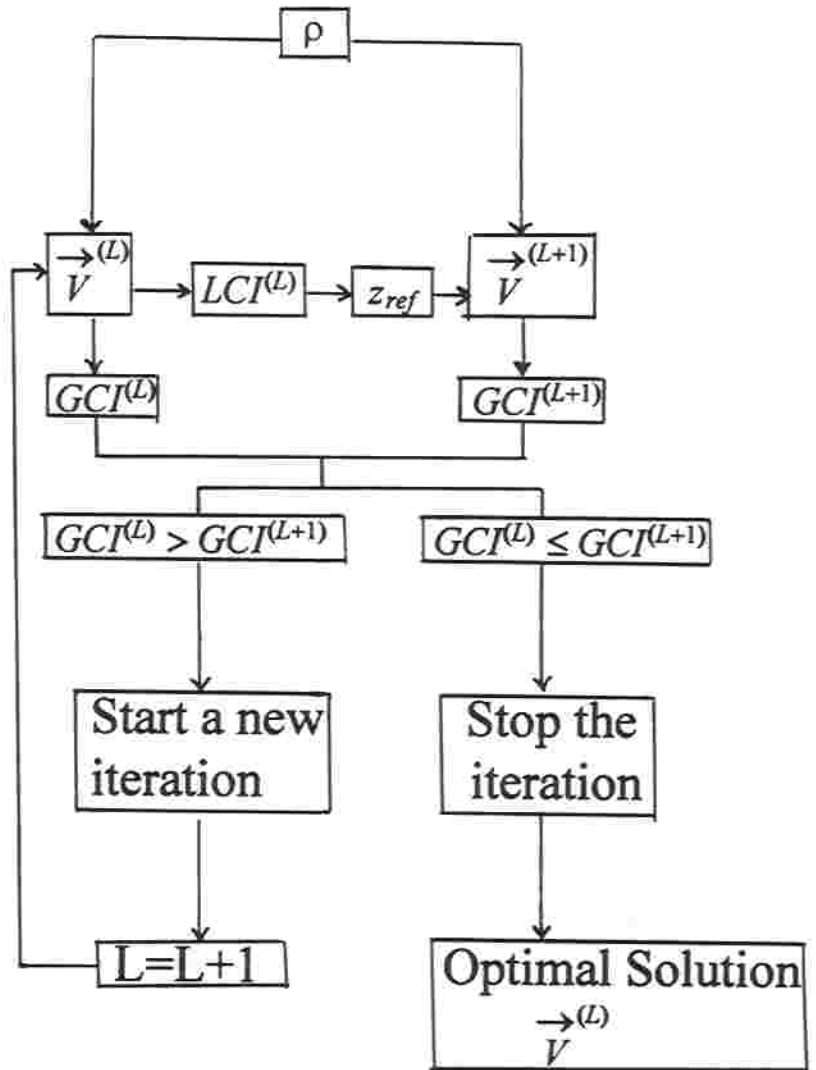 ρ
V⃗^(L)
LCI^(L)
z_ref
V⃗^(L+1)
GCI^(L)
GCI^(L+1)
GCI^(L) > GCI^(L+1)
GCI^(L) ≤ GCI^(L+1)
Start a new
iteration
Stop the
iteration
L=L+1
Optimal Solution
V⃗^(L)